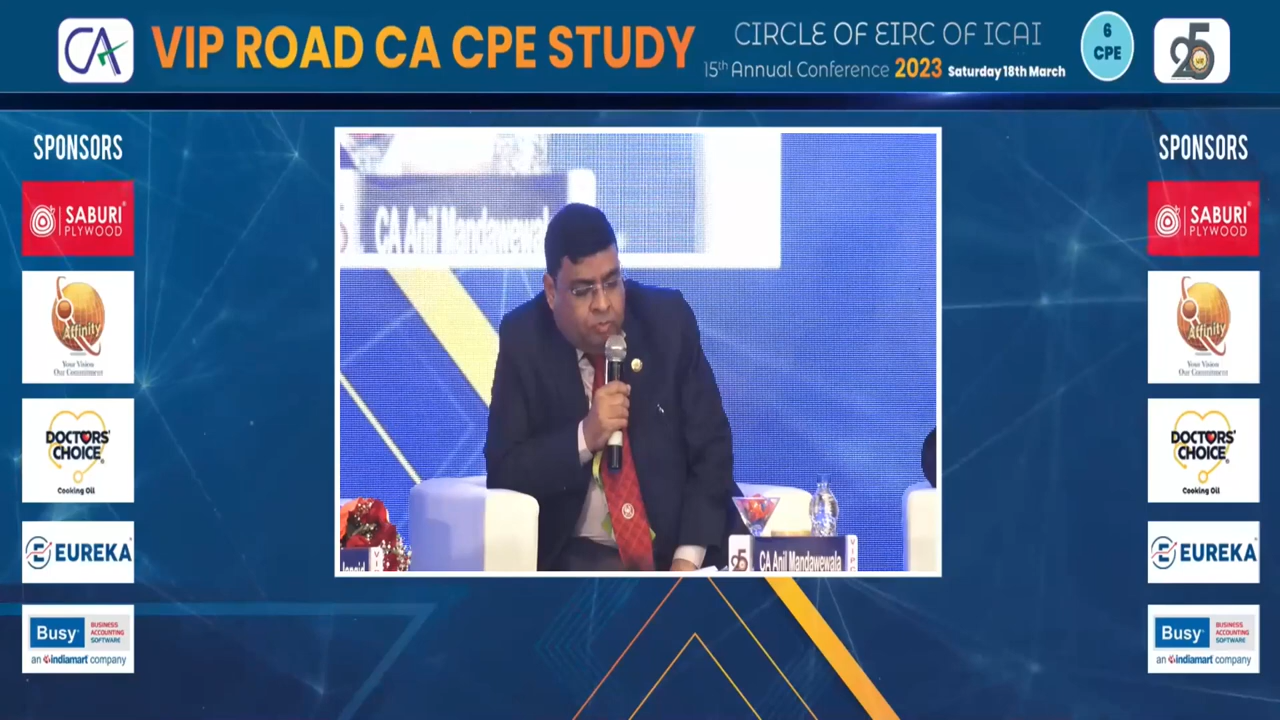 CA
VIP ROAD CA CPE STUDY
CIRCLE OF EIRC OF ICAI
15th Annual Conference 2023 Saturday 18th March
6
CPE
25
SPONSORS
SABURI
PLYWOOD
Affinity
Your Vision
Our Commitment
DOCTORS'
CHOICE
Cooking Oil
EUREKA
Busy
BUSINESS
ACCOUNTING
SOFTWARE
an indiamart company
CA Anil Mandawewala
25
CA Anil Mandawewala
SPONSORS
SABURI
PLYWOOD
Affinity
Your Vision
Our Commitment
DOCTORS'
CHOICE
Cooking Oil
EUREKA
Busy
BUSINESS
ACCOUNTING
SOFTWARE
an indiamart company